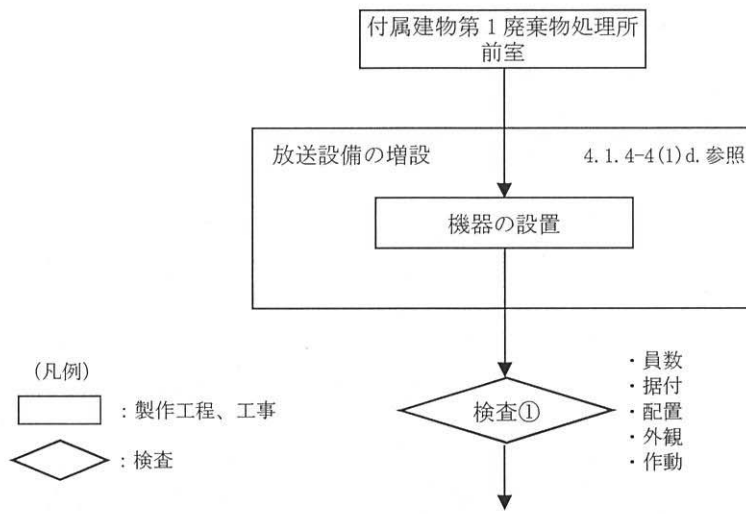 付属建物第1廃棄物処理所
前室
放送設備の増設
4.1.4-4(1)d.参照
機器の設置
検査①
・員数
・据付
・配置
・外観
・作動
(凡例)
：製作工程、工事
：検査